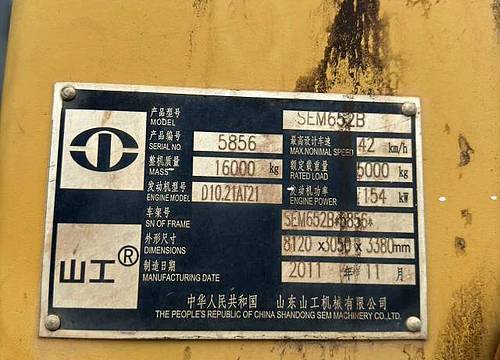 产品型号 SEM652B
MODEL
产品编号 5856 最高设计车速 42 km/h
SERIAL NO MAX.NONIMAL SPEED
整机质量 16000 kg 额定载重量 5000 kg
MASS RATED LOAD
发动机型号 D10.21AT21 发动机功率 154 kW
ENGINE MODEL ENGINE POWER
车架号 SEM652B*5856*
SN OF FRAME
外形尺寸 8120 x3050 x 3380mm
DIMENSIONS
山工®
制造日期 2011 年 11 月
MANUFACTURING DATE
中华人民共和国 山东山工机械有限公司
THE PEOPLE'S REPUBLIC OF CHINA SHANDONG SEM MACHINERY CO.,LTD.